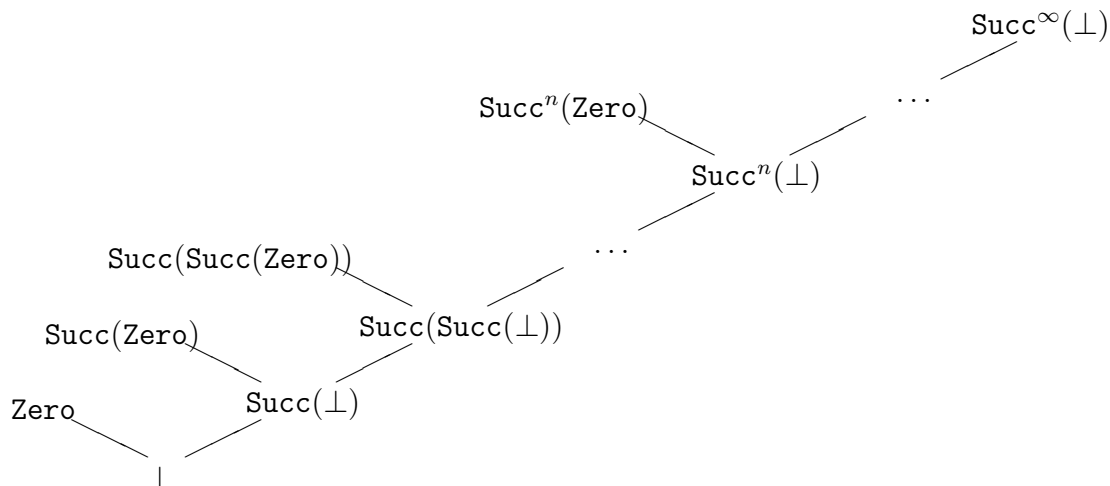 Succ^∞(⊥)
...
Succ^n(Zero)
Succ^n(⊥)
...
Succ(Succ(Zero))
Succ(Succ(⊥))
Succ(Zero)
Succ(⊥)
Zero
⊥